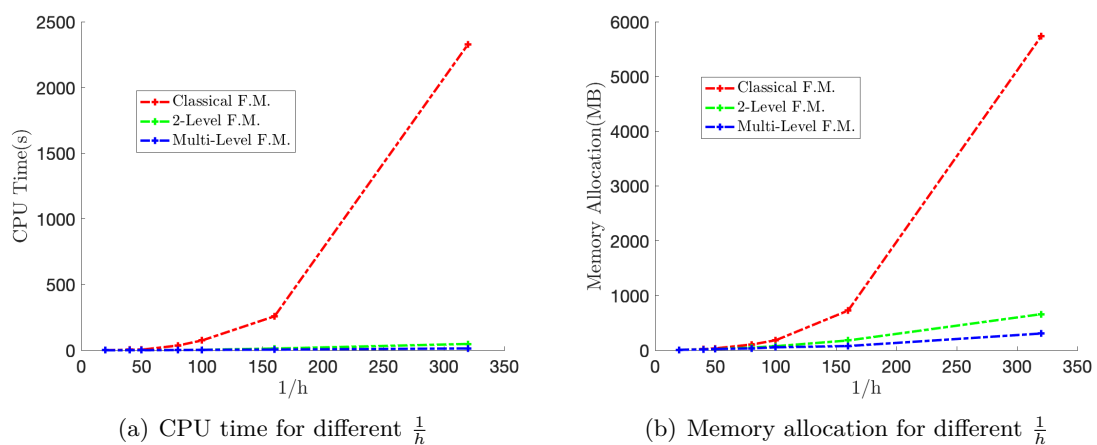 2500
2000
1500
1000
500
0
CPU Time(s)
Classical F.M.
2-Level F.M.
Multi-Level F.M.
0 50 100 150 200 250 300 350
1/h
(a) CPU time for different 1/h
6000
5000
4000
3000
2000
1000
0
Memory Allocation(MB)
Classical F.M.
2-Level F.M.
Multi-Level F.M.
0 50 100 150 200 250 300 350
1/h
(b) Memory allocation for different 1/h